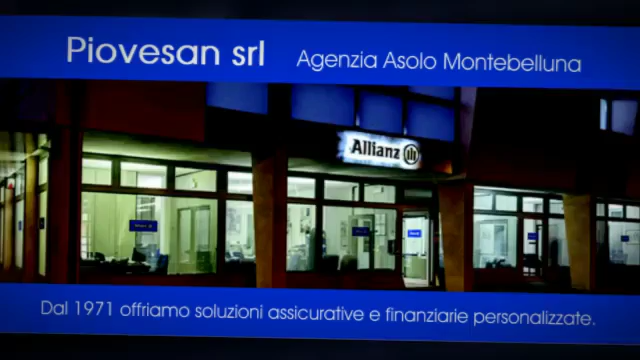 Piovesan srl Agenzia Asolo Montebelluna
Allianz
Dal 1971 offriamo soluzioni assicurative e finanziarie personalizzate.